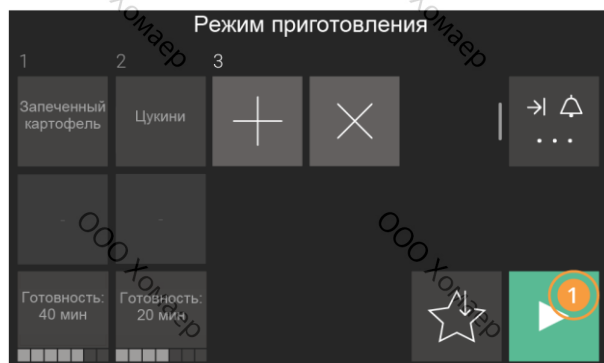 Режим приготовления
1 2 3
Запеченный картофель
Цукини
-
-
Готовность: 40 мин
Готовность: 20 мин
1
ООО Хомаер
ООО Хомаер
ООО Хомаер
ООО Хомаер